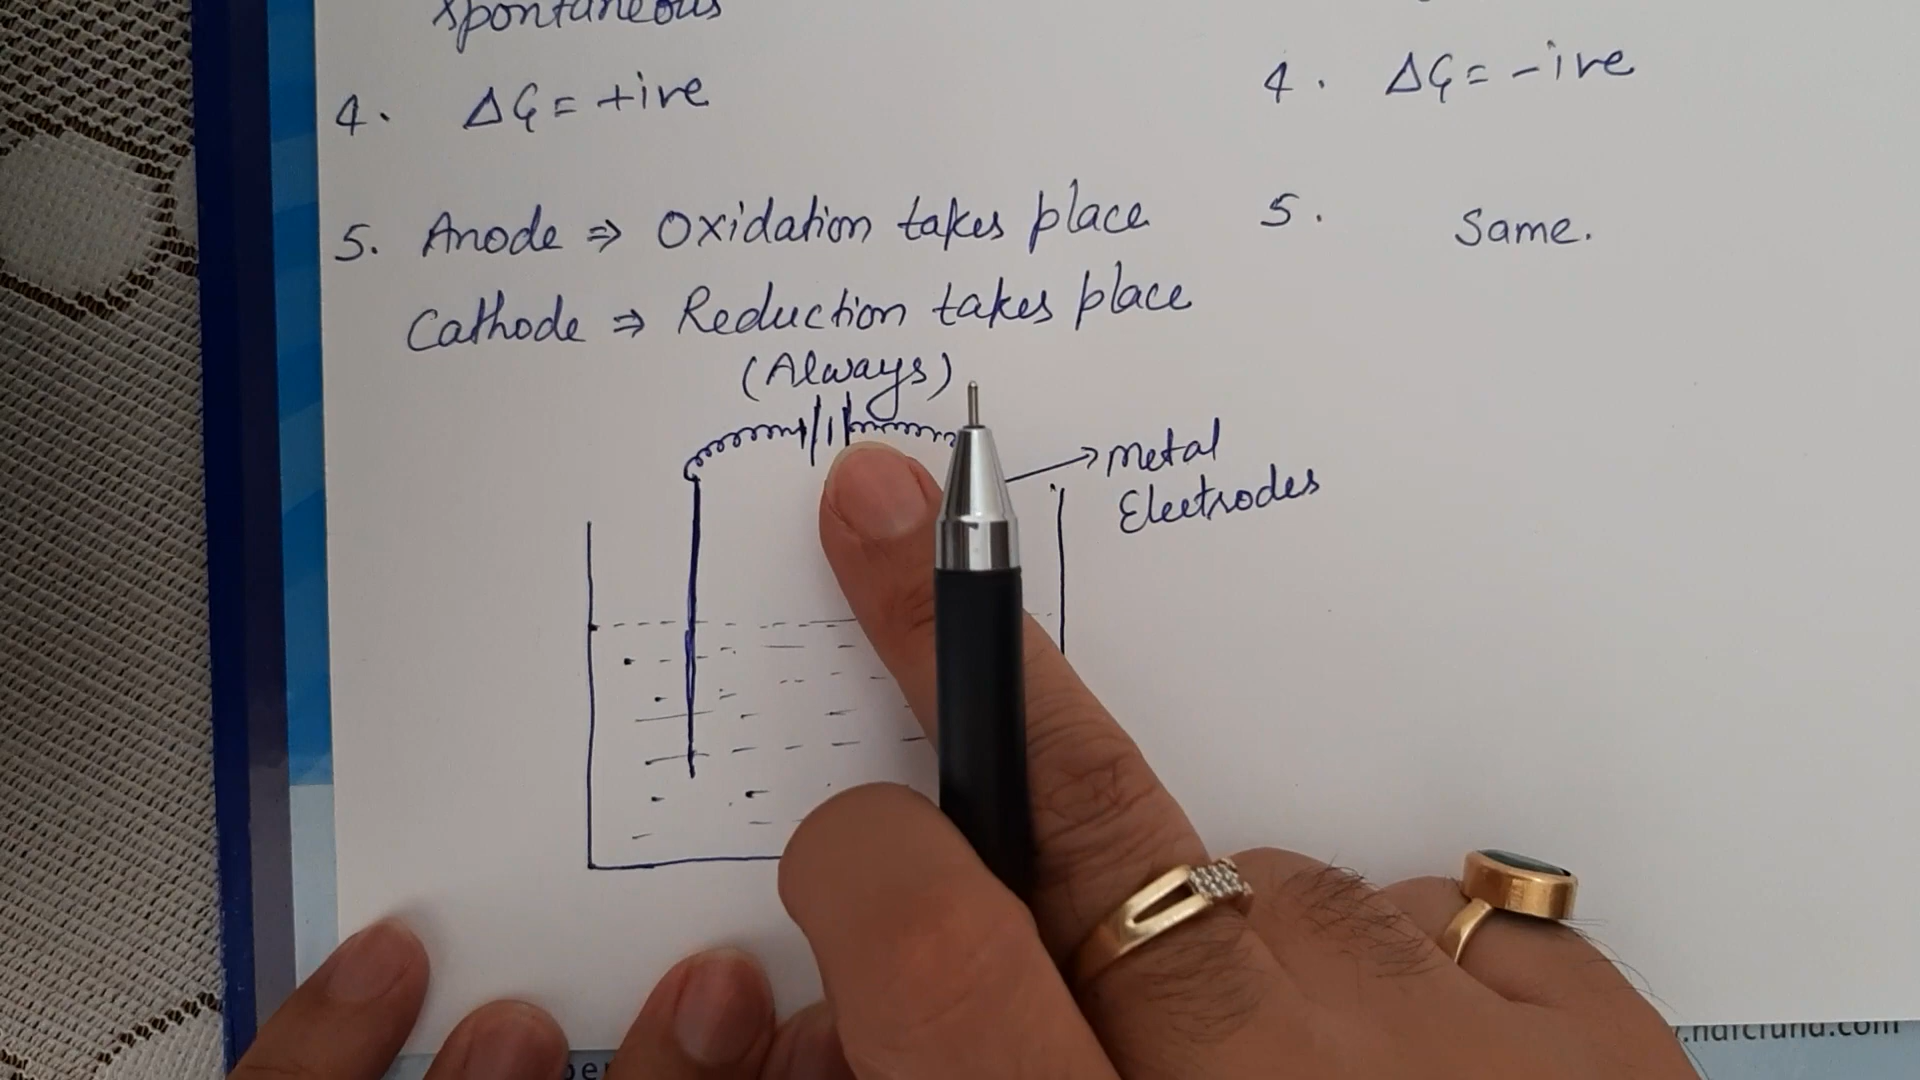 spontaneous
4. ΔG = +ive
5. Anode ⇒ Oxidation takes place
Cathode ⇒ Reduction takes place
(Always)
Metal
Electrodes
4. ΔG = -ive
5. Same.